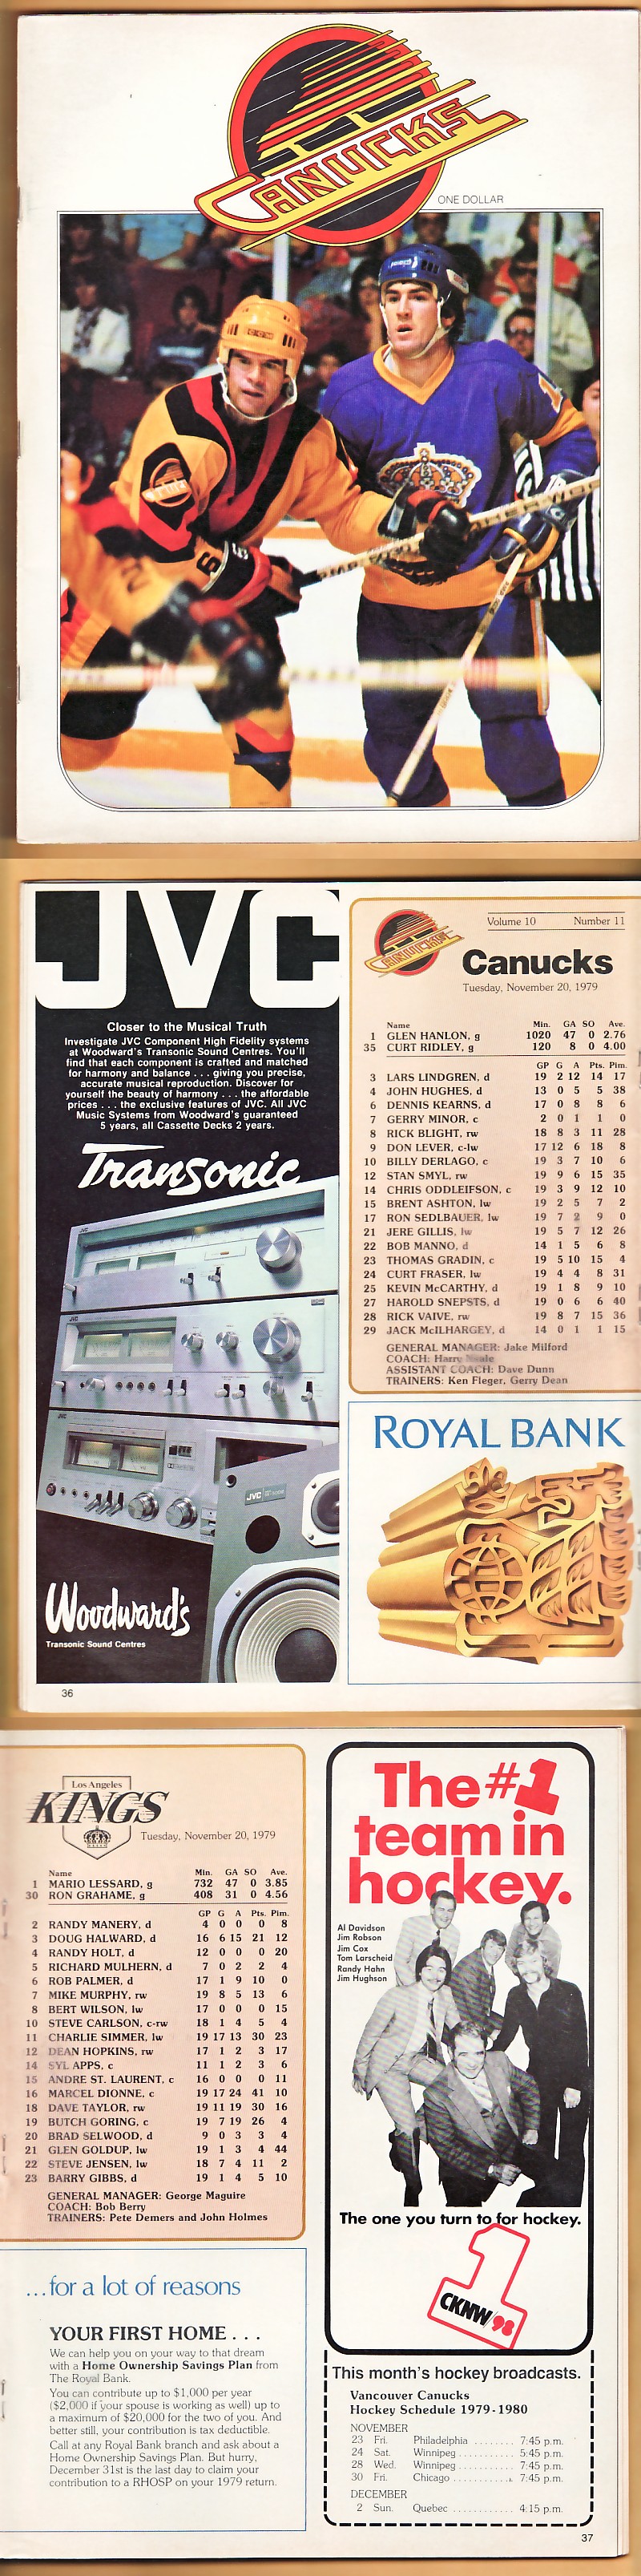 CANUCKS
ONE DOLLAR
JVC
Closer to the Musical Truth
Investigate JVC Component High Fidelity systems
at Woodward's Transonic Sound Centres. You'll
find that each component is crafted and matched
for harmony and balance . . . giving you precise,
accurate musical reproduction. Discover for
yourself the beauty of harmony . . . the affordable
prices . . . the exclusive features of JVC. All JVC
Music Systems from Woodward's guaranteed
5 years, all Cassette Decks 2 years.
Transonic
JVC
Woodward's
Transonic Sound Centres
36
CANUCKS
Volume 10 Number 11
Canucks
Tuesday, November 20, 1979
Name Min. GA SO Ave.
1 GLEN HANLON, g 1020 47 0 2.76
35 CURT RIDLEY, g 120 8 0 4.00
GP G A Pts. Pim.
3 LARS LINDGREN, d 19 2 12 14 17
4 JOHN HUGHES, d 13 0 5 5 38
6 DENNIS KEARNS, d 17 0 8 8 6
7 GERRY MINOR, c 2 0 1 1 0
8 RICK BLIGHT, rw 18 8 3 11 28
9 DON LEVER, c-lw 17 12 6 18 8
10 BILLY DERLAGO, c 19 3 7 10 6
12 STAN SMYL, rw 19 9 6 15 35
14 CHRIS ODDLEIFSON, c 19 3 9 12 10
15 BRENT ASHTON, lw 19 2 5 7 2
17 RON SEDLBAUER, lw 19 7 2 9 0
21 JERE GILLIS, lw 19 5 7 12 26
22 BOB MANNO, d 14 1 5 6 8
23 THOMAS GRADIN, c 19 5 10 15 4
24 CURT FRASER, lw 19 4 4 8 31
25 KEVIN McCARTHY, d 19 1 8 9 10
27 HAROLD SNEPSTS, d 19 0 6 6 40
28 RICK VAIVE, rw 19 8 7 15 36
29 JACK McILHARGEY, d 14 0 1 1 15
GENERAL MANAGER: Jake Milford
COACH: Harry Neale
ASSISTANT COACH: Dave Dunn
TRAINERS: Ken Fleger, Gerry Dean
ROYAL BANK
Los Angeles
KINGS
Tuesday, November 20, 1979
Name Min. GA SO Ave.
1 MARIO LESSARD, g 732 47 0 3.85
30 RON GRAHAME, g 408 31 0 4.56
GP G A Pts. Pim.
2 RANDY MANERY, d 4 0 0 0 8
3 DOUG HALWARD, d 16 6 15 21 12
4 RANDY HOLT, d 12 0 0 0 20
5 RICHARD MULHERN, d 7 0 2 2 4
6 ROB PALMER, d 17 1 9 10 0
7 MIKE MURPHY, rw 19 8 5 13 6
8 BERT WILSON, lw 17 0 0 0 15
10 STEVE CARLSON, c-rw 18 1 4 5 4
11 CHARLIE SIMMER, lw 19 17 13 30 23
12 DEAN HOPKINS, rw 17 1 2 3 17
14 SYL APPS, c 11 1 2 3 6
15 ANDRE ST. LAURENT, c 16 0 0 0 11
16 MARCEL DIONNE, c 19 17 24 41 10
18 DAVE TAYLOR, rw 19 11 19 30 16
19 BUTCH GORING, c 19 7 19 26 4
20 BRAD SELWOOD, d 9 0 3 3 4
21 GLEN GOLDUP, lw 19 1 3 4 44
22 STEVE JENSEN, lw 18 7 4 11 2
23 BARRY GIBBS, d 19 1 4 5 10
GENERAL MANAGER: George Maguire
COACH: Bob Berry
TRAINERS: Pete Demers and John Holmes
...for a lot of reasons
YOUR FIRST HOME . . .
We can help you on your way to that dream
with a Home Ownership Savings Plan from
The Royal Bank.
You can contribute up to $1,000 per year
($2,000 if your spouse is working as well) up to
a maximum of $20,000 for the two of you. And
better still, your contribution is tax deductible.
Call at any Royal Bank branch and ask about a
Home Ownership Savings Plan. But hurry,
December 31st is the last day to claim your
contribution to a RHOSP on your 1979 return.
The #1
team in
hockey.
Al Davidson
Jim Robson
Jim Cox
Tom Larscheid
Randy Hahn
Jim Hughson
The one you turn to for hockey.
1
CKNW/98
This month's hockey broadcasts.
Vancouver Canucks
Hockey Schedule 1979-1980
NOVEMBER
23 Fri. Philadelphia ........ 7:45 p.m.
24 Sat. Winnipeg ........... 5:45 p.m.
28 Wed. Winnipeg ........... 7:45 p.m.
30 Fri. Chicago ............ 7:45 p.m.
DECEMBER
2 Sun. Quebec ............ 4:15 p.m.
37